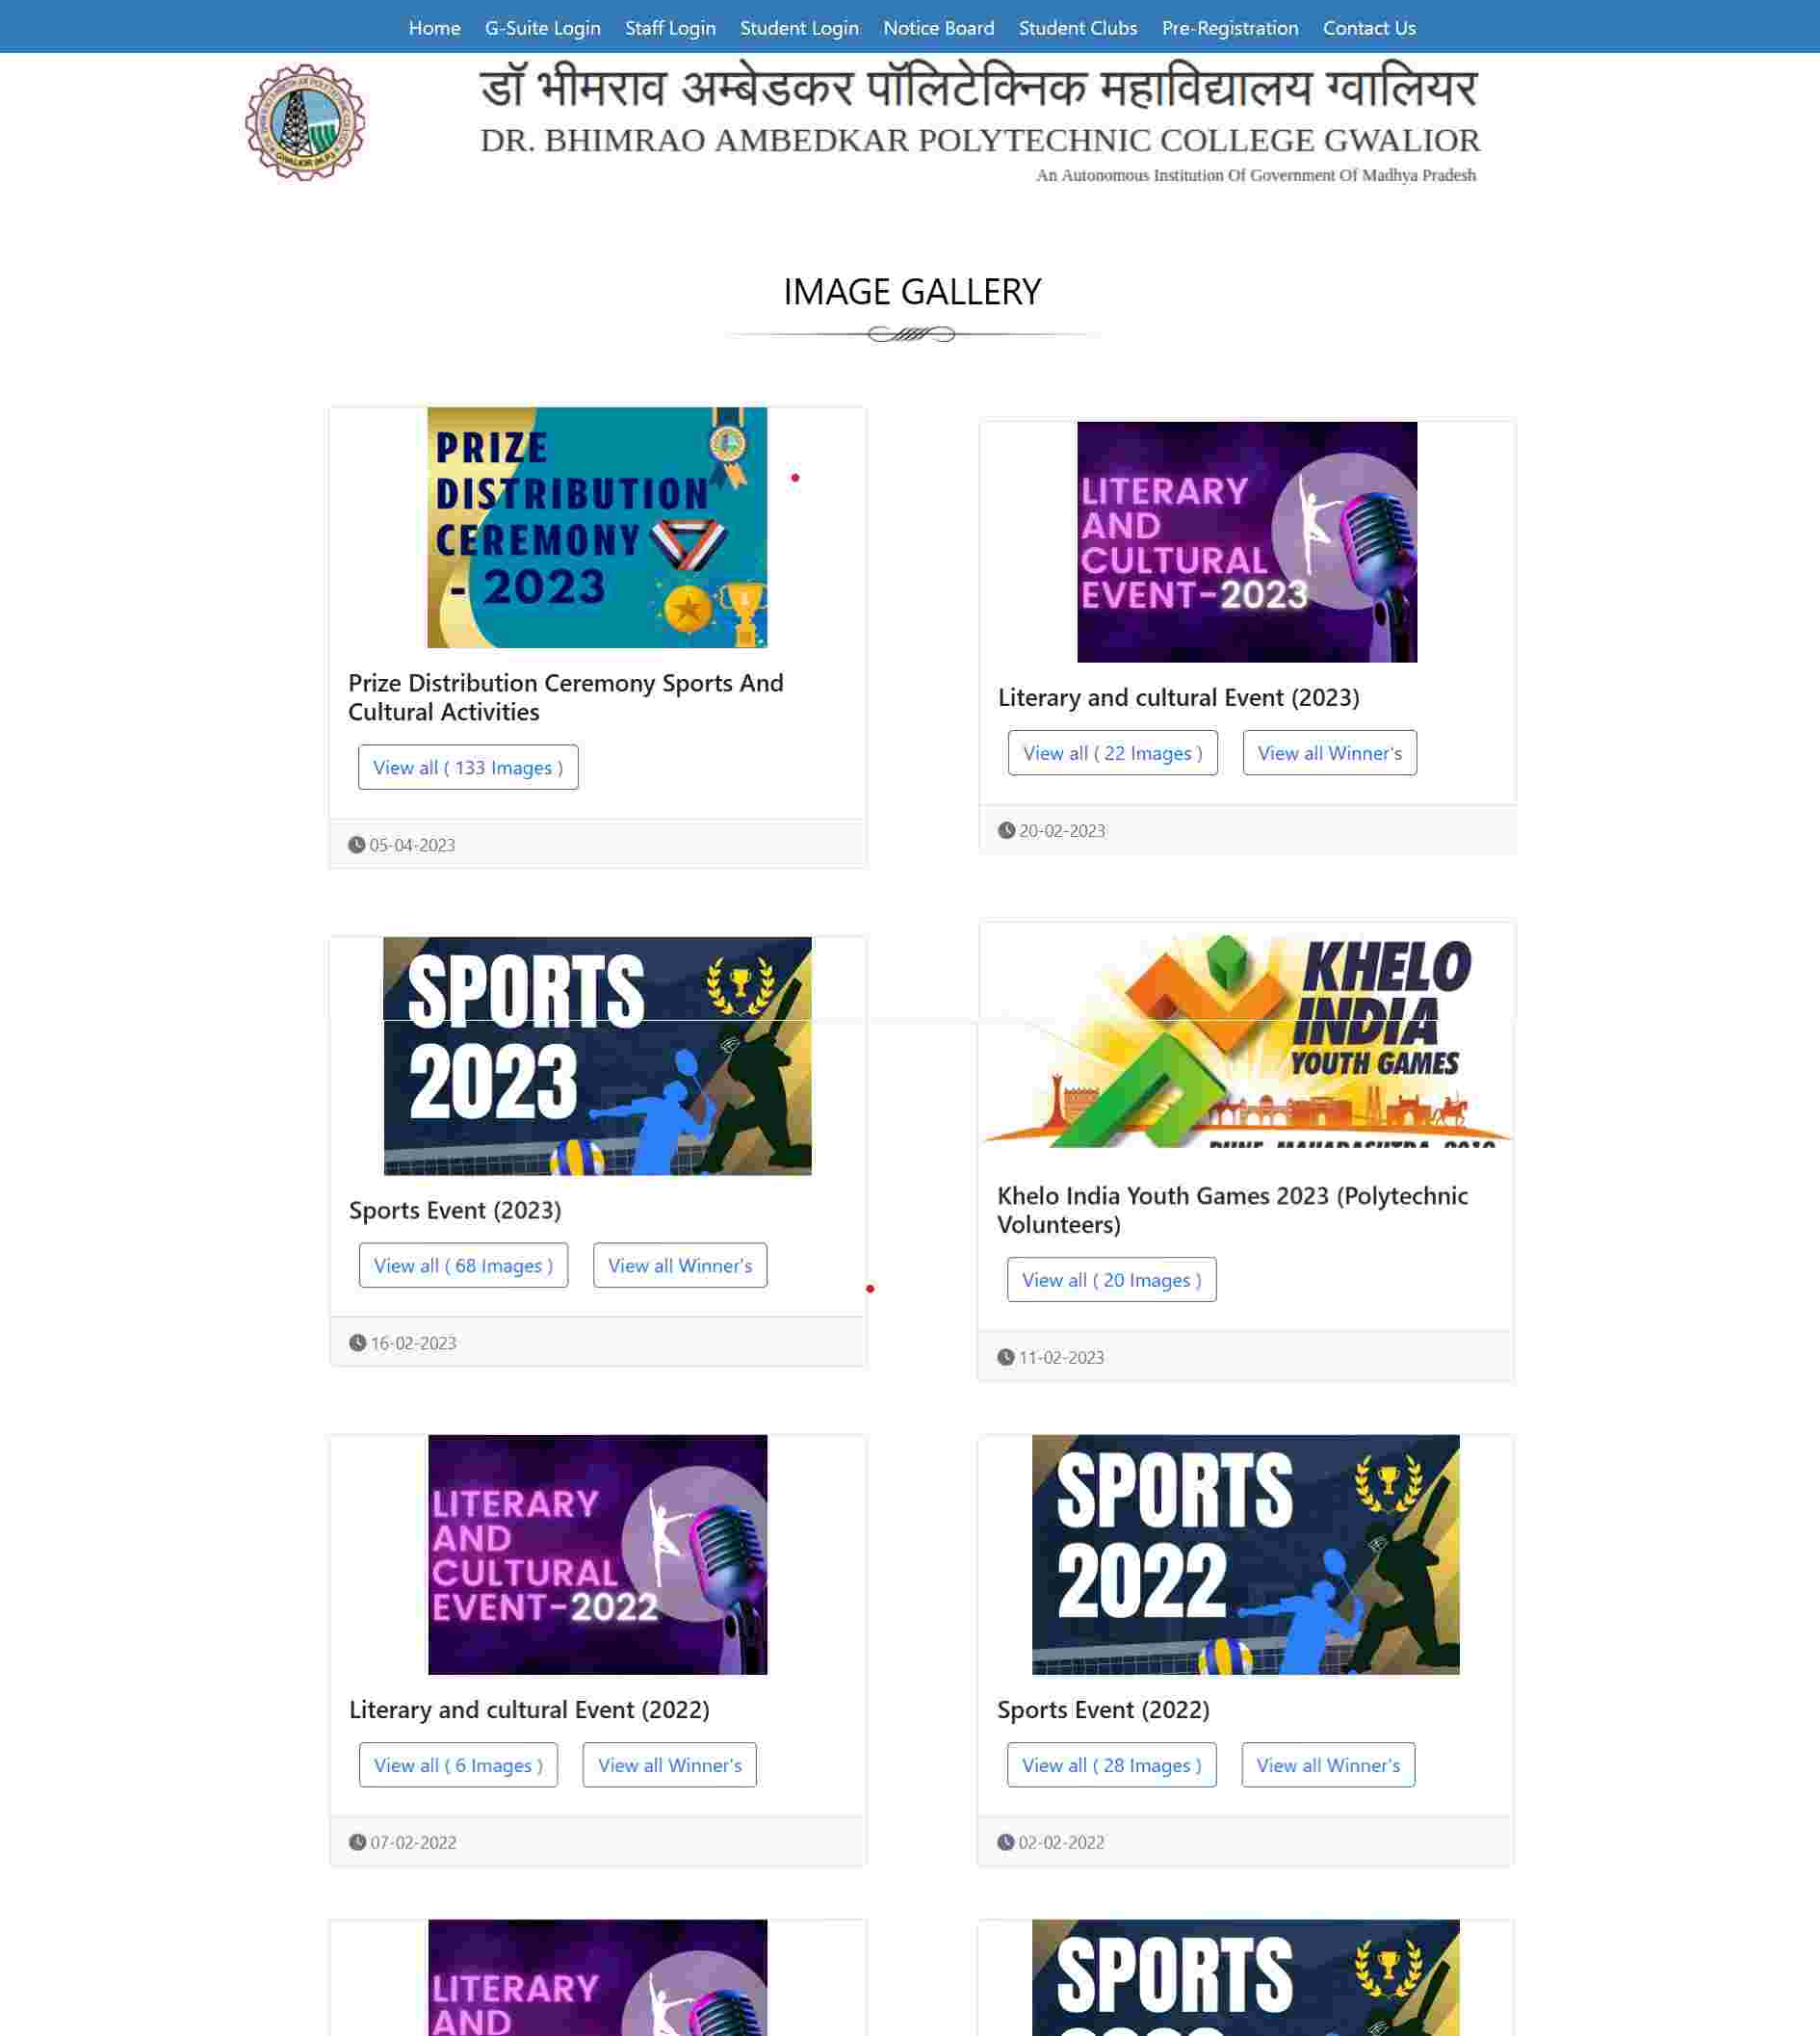 Home G-Suite Login Staff Login Student Login Notice Board Student Clubs Pre-Registration Contact Us
डॉ भीमराव अम्बेडकर पॉलिटेक्निक महाविद्यालय ग्वालियर
DR. BHIMRAO AMBEDKAR POLYTECHNIC COLLEGE GWALIOR
An Autonomous Institution Of Government Of Madhya Pradesh
GWALIOR (M.P.)
IMAGE GALLERY
PRIZE
DISTRIBUTION
CEREMONY
- 2023
Prize Distribution Ceremony Sports And
Cultural Activities
View all ( 133 Images )
05-04-2023
LITERARY
AND
CULTURAL
EVENT-2023
Literary and cultural Event (2023)
View all ( 22 Images ) View all Winner's
20-02-2023
SPORTS
2023
Sports Event (2023)
View all ( 68 Images ) View all Winner's
16-02-2023
KHELO
INDIA
YOUTH GAMES
Khelo India Youth Games 2023 (Polytechnic
Volunteers)
View all ( 20 Images )
11-02-2023
LITERARY
AND
CULTURAL
EVENT-2022
Literary and cultural Event (2022)
View all ( 6 Images ) View all Winner's
07-02-2022
SPORTS
2022
Sports Event (2022)
View all ( 28 Images ) View all Winner's
02-02-2022
LITERARY
AND
SPORTS